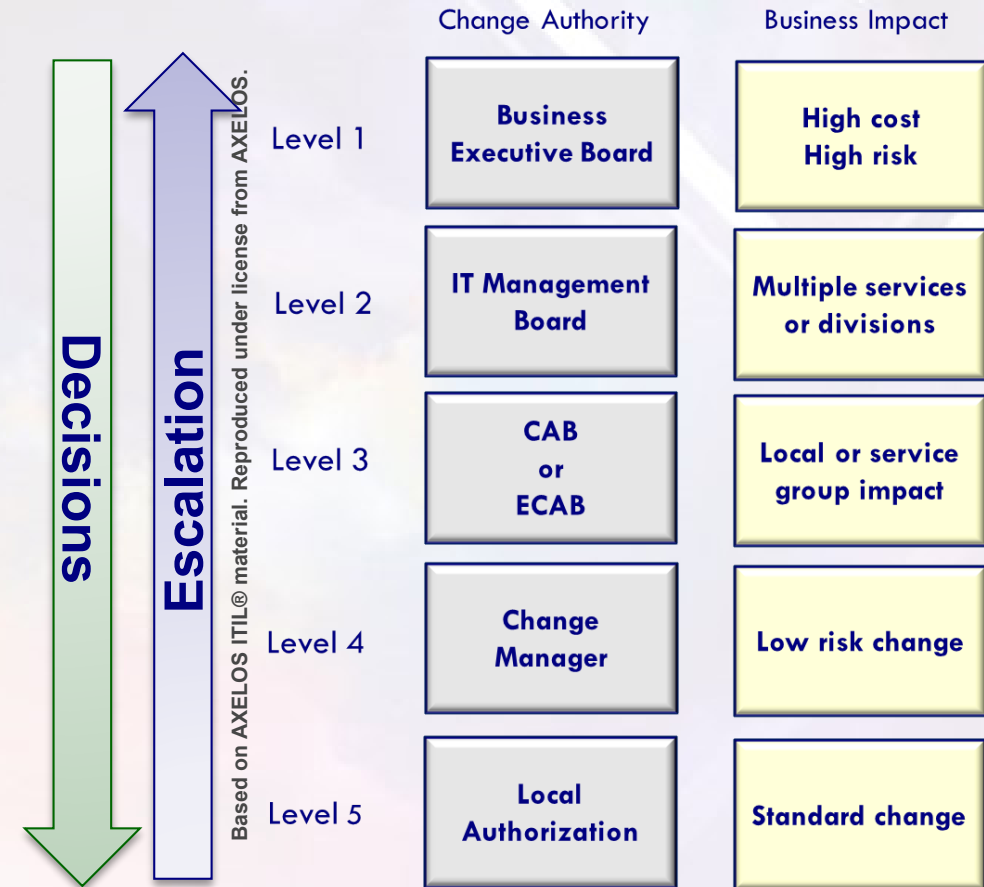 Change Authority
Business Impact
Decisions
Escalation
Based on AXELOS ITIL® material. Reproduced under license from AXELOS.
Level 1
Business
Executive Board
High cost
High risk
Level 2
IT Management
Board
Multiple services
or divisions
Level 3
CAB
or
ECAB
Local or service
group impact
Level 4
Change
Manager
Low risk change
Level 5
Local
Authorization
Standard change